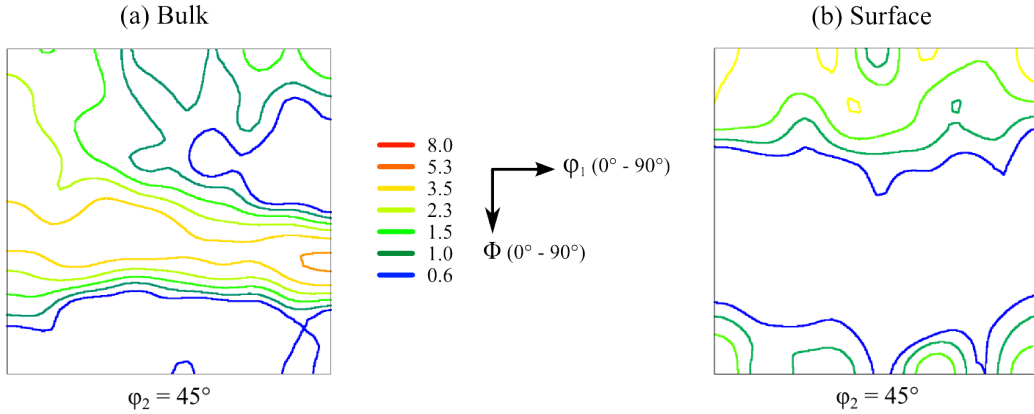 (a) Bulk
(b) Surface
8.0
5.3
3.5
2.3
1.5
1.0
0.6
φ₁ (0° - 90°)
Φ (0° - 90°)
φ₂ = 45°
φ₂ = 45°